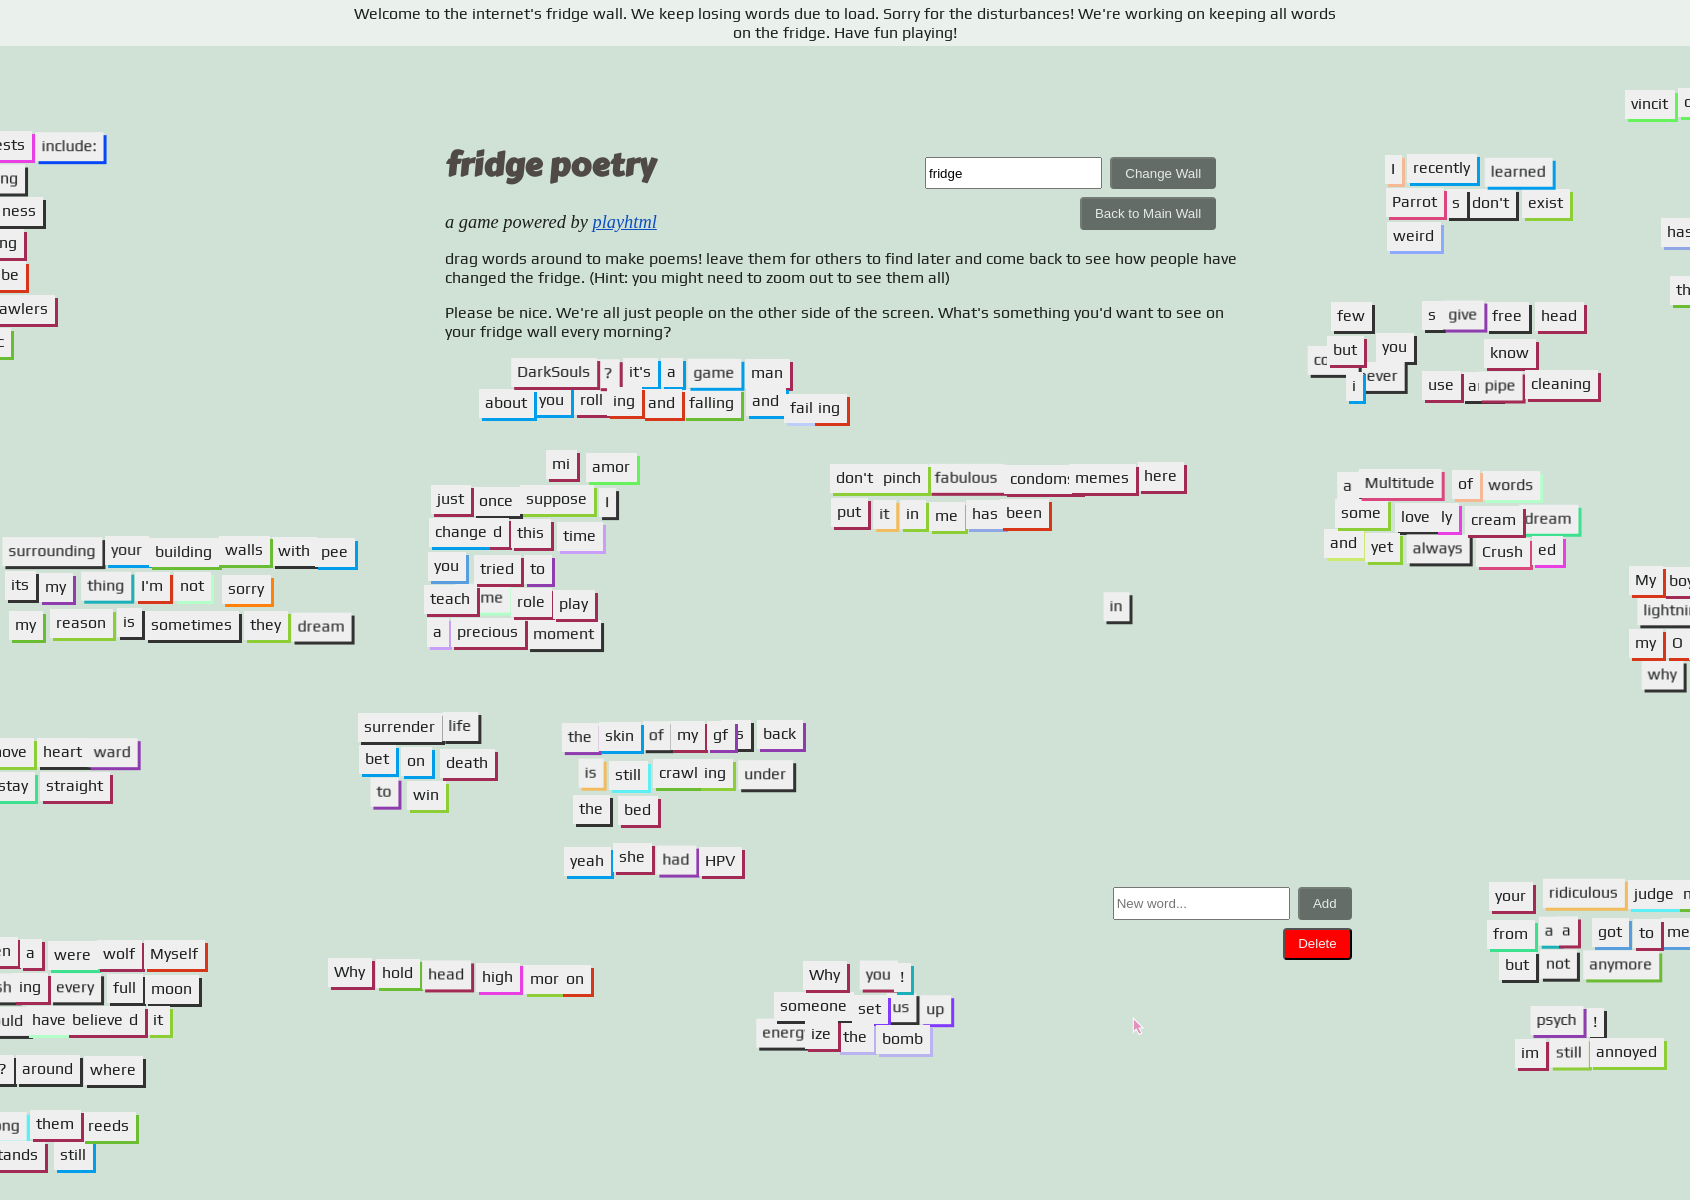 Welcome to the internet's fridge wall. We keep losing words due to load. Sorry for the disturbances! We're working on keeping all words
on the fridge. Have fun playing!
vincit
ests include:
ng
ness
ng
be
awlers
c
fridge poetry
fridge
Change Wall
Back to Main Wall
a game powered by playhtml
drag words around to make poems! leave them for others to find later and come back to see how people have
changed the fridge. (Hint: you might need to zoom out to see them all)
Please be nice. We're all just people on the other side of the screen. What's something you'd want to see on
your fridge wall every morning?
I recently learned
Parrot s don't exist
weird
has
th
few s give free head
co but you know
i ever use a pipe cleaning
DarkSouls ? it's a game man
about you roll ing and falling and fail ing
mi amor
just once suppose I
change d this time
you tried to
teach me role play
a precious moment
don't pinch fabulous condoms memes here
put it in me has been
in
a Multitude of words
some love ly cream dream
and yet always Crush ed
surrounding your building walls with pee
its my thing I'm not sorry
my reason is sometimes they dream
My boy
lightnin
my O
why
ove heart ward
stay straight
surrender life
bet on death
to win
the skin of my gf s back
is still crawl ing under
the bed
yeah she had HPV
New word...
Add
Delete
your ridiculous judge
from a a got to me
but not anymore
psych !
im still annoyed
en a were wolf Myself
sh ing every full moon
ould have believe d it
? around where
ong them reeds
tands still
Why hold head high mor on
Why you !
someone set us up
energ ize the bomb